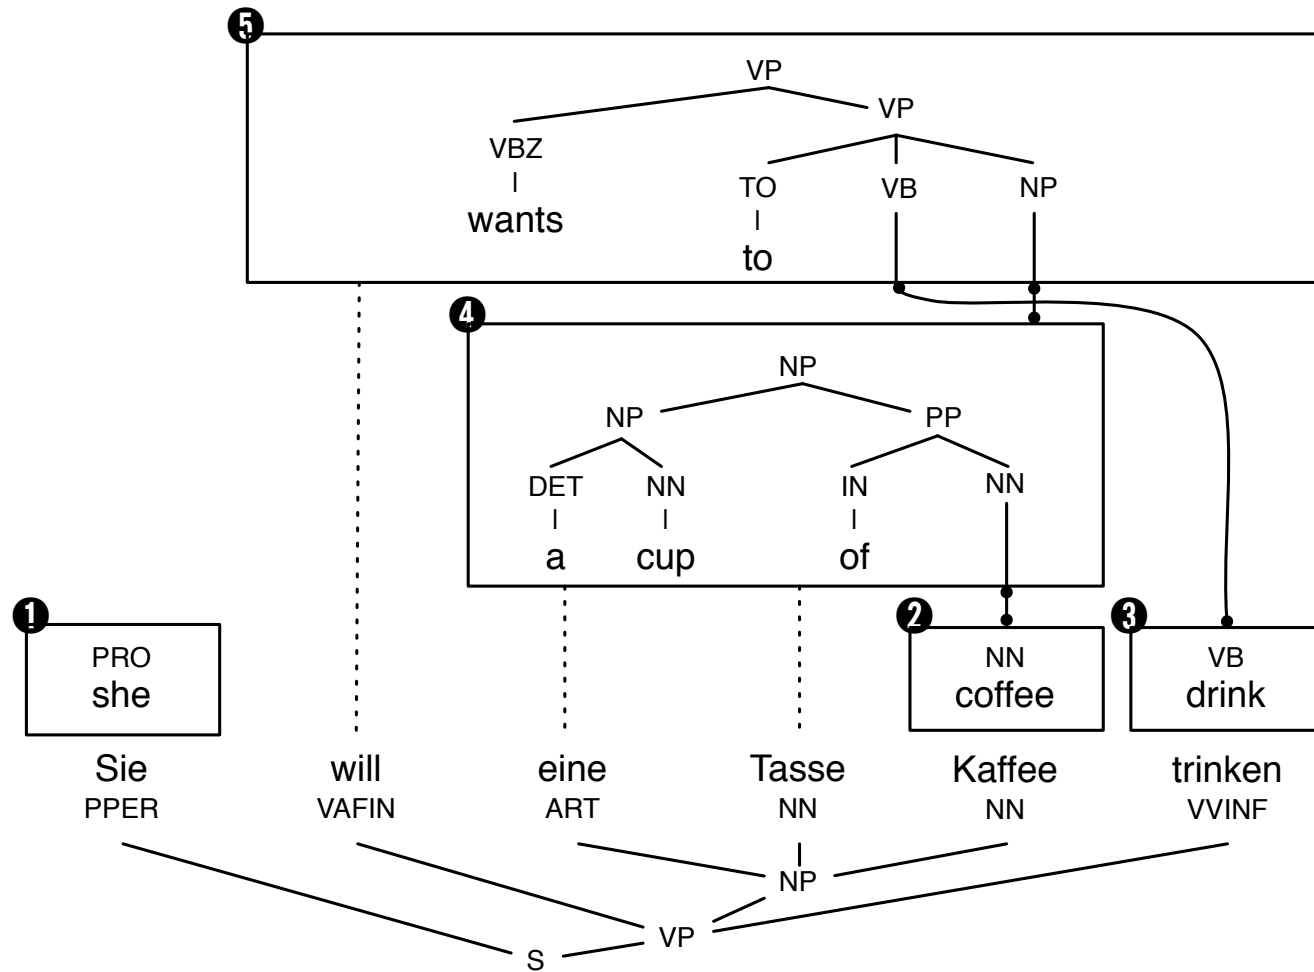 5
VP
VP
VBZ
TO VB NP
wants
to
4
NP
NP PP
DET NN IN NN
a cup of
1 2 3
PRO NN VB
she coffee drink
Sie will eine Tasse Kaffee trinken
PPER VAFIN ART NN NN VVINF
NP
VP
S